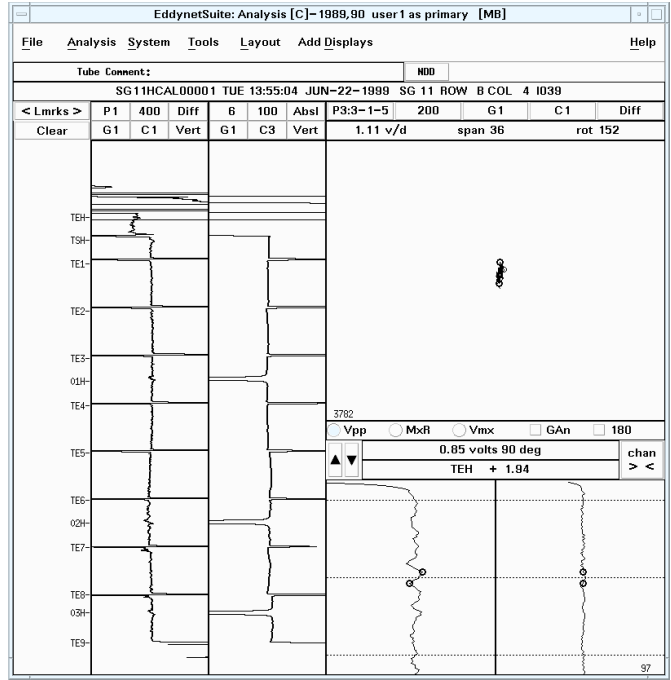 EddynetSuite: Analysis [C]-1989,90 user1 as primary [MB]
File Analysis System Tools Layout Add Displays Help
Tube Comment: NDD
SG11HCAL00001 TUE 13:55:04 JUN-22-1999 SG 11 ROW B COL 4 I039
< Lmrks > P1 400 Diff 6 100 Absl P3:3-1-5 200 G1 C1 Diff
Clear G1 C1 Vert G1 C3 Vert 1.11 v/d span 36 rot 152
TEH
TSH
TE1
TE2
TE3
01H
TE4
TE5
TE6
02H
TE7
TE8
03H
TE9
3782
Vpp MxR Vmx GAn 180
0.85 volts 90 deg chan
TEH + 1.94 > <
97